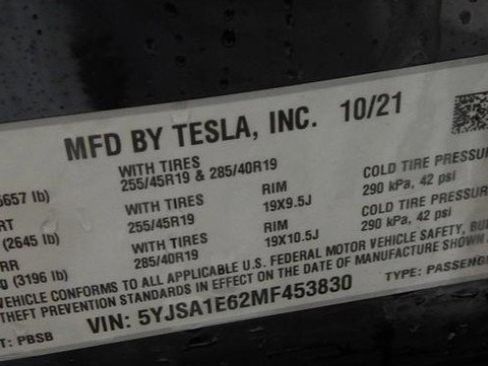 MFD BY TESLA, INC. 10/21
WITH TIRES
255/45R19 & 285/40R19
5657 lb)
RIM COLD TIRE PRESSUR
WITH TIRES 19X9.5J 290 kPa, 42 psi
RT 255/45R19
(2645 lb)
RIM COLD TIRE PRESSUR
WITH TIRES 19X10.5J 290 kPa, 42 psi
RR 285/40R19
g (3196 lb)
VEHICLE CONFORMS TO ALL APPLICABLE U.S. FEDERAL MOTOR VEHICLE SAFETY, BU
THEFT PREVENTION STANDARDS IN EFFECT ON THE DATE OF MANUFACTURE SHOWN
TYPE: PASSENG
VIN: 5YJSA1E62MF453830
T: PBSB